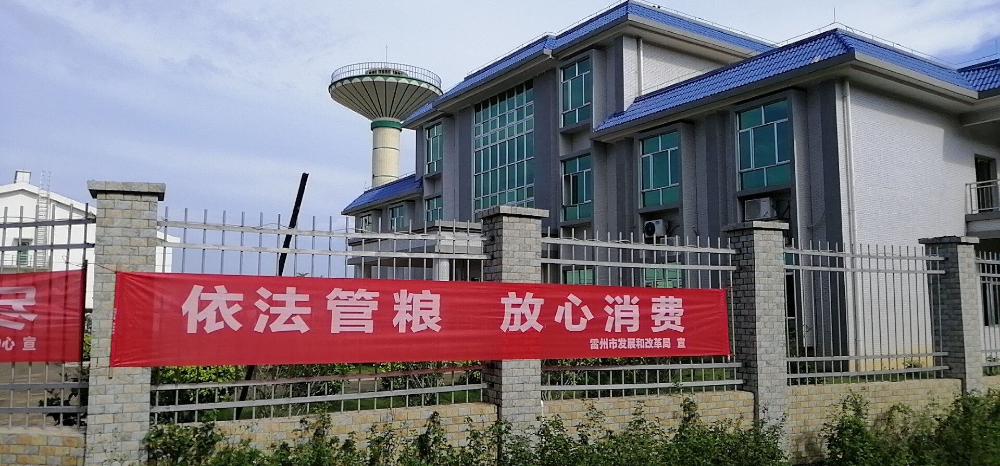 尽
心 宣
依法管粮 放心消费
雷州市发展和改革局 宣